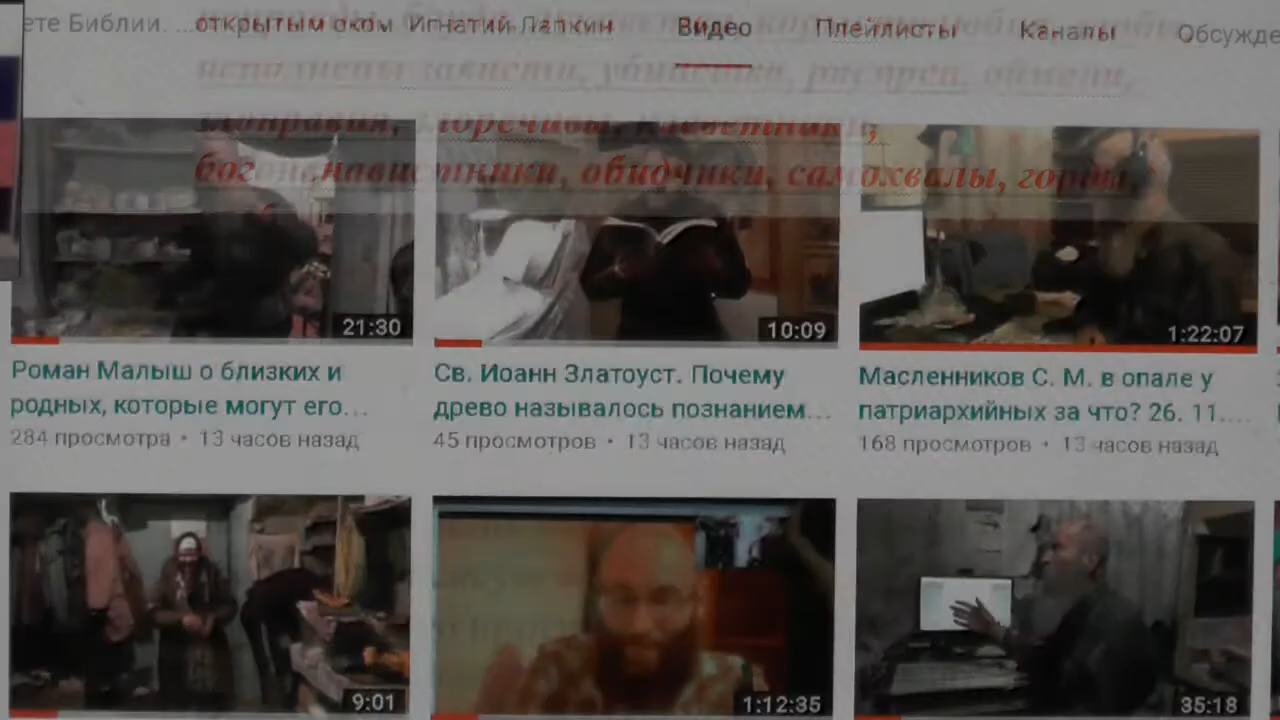 ете Библии. ...открытым оком Игнатий Лапкин Видео Плейлисты Каналы Обсужде
исполнены зависти, убийства, распрей, обмана,
злонравия, злоречивы, клеветники,
богоненавистники, обидчики, самохвалы, горды,
21:30
10:09
1:22:07
Роман Малыш о близких и
родных, которые могут его...
284 просмотра • 13 часов назад
Св. Иоанн Златоуст. Почему
древо называлось познанием...
45 просмотров • 13 часов назад
Масленников С. М. в опале у
патриархийных за что? 26. 11....
168 просмотров • 13 часов назад
9:01
1:12:35
35:18